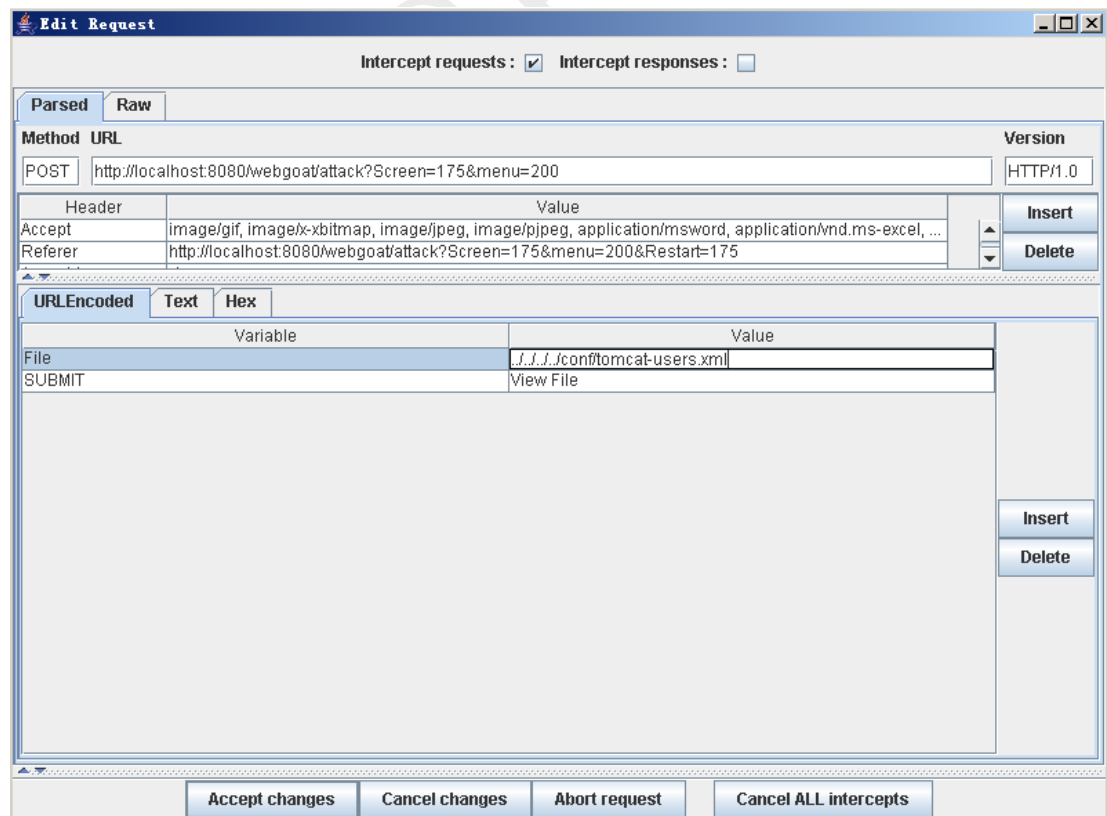 Edit Request
Intercept requests : Intercept responses :
Parsed Raw
Method URL Version
POST http://localhost:8080/webgoat/attack?Screen=175&menu=200 HTTP/1.0
Header Value Insert
Accept image/gif, image/x-xbitmap, image/jpeg, image/pjpeg, application/msword, application/vnd.ms-excel, ...
Referer http://localhost:8080/webgoat/attack?Screen=175&menu=200&Restart=175 Delete
URLEncoded Text Hex
Variable Value
File ../../../../conf/tomcat-users.xml
SUBMIT View File
Insert
Delete
Accept changes Cancel changes Abort request Cancel ALL intercepts